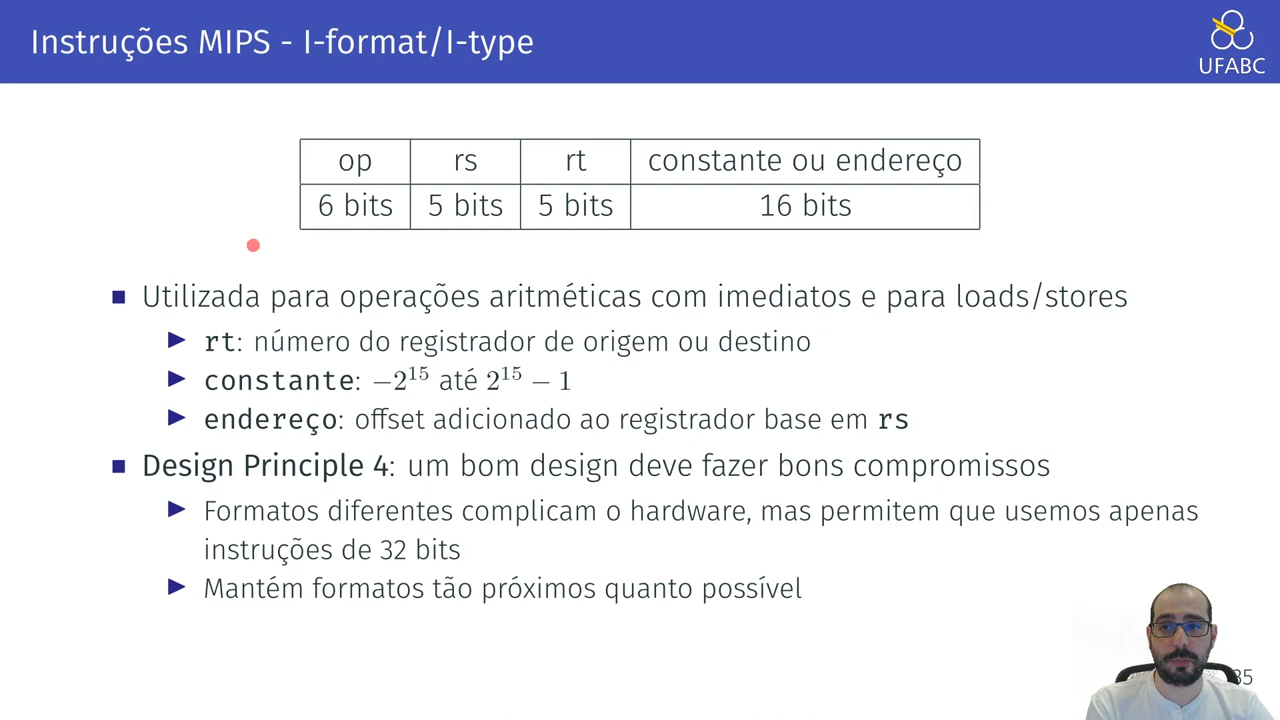 Instruções MIPS - I-format/I-type
UFABC
op rs rt constante ou endereço
6 bits 5 bits 5 bits 16 bits
Utilizada para operações aritméticas com imediatos e para loads/stores
rt: número do registrador de origem ou destino
constante: −2¹⁵ até 2¹⁵ − 1
endereço: offset adicionado ao registrador base em rs
Design Principle 4: um bom design deve fazer bons compromissos
Formatos diferentes complicam o hardware, mas permitem que usemos apenas
instruções de 32 bits
Mantém formatos tão próximos quanto possível